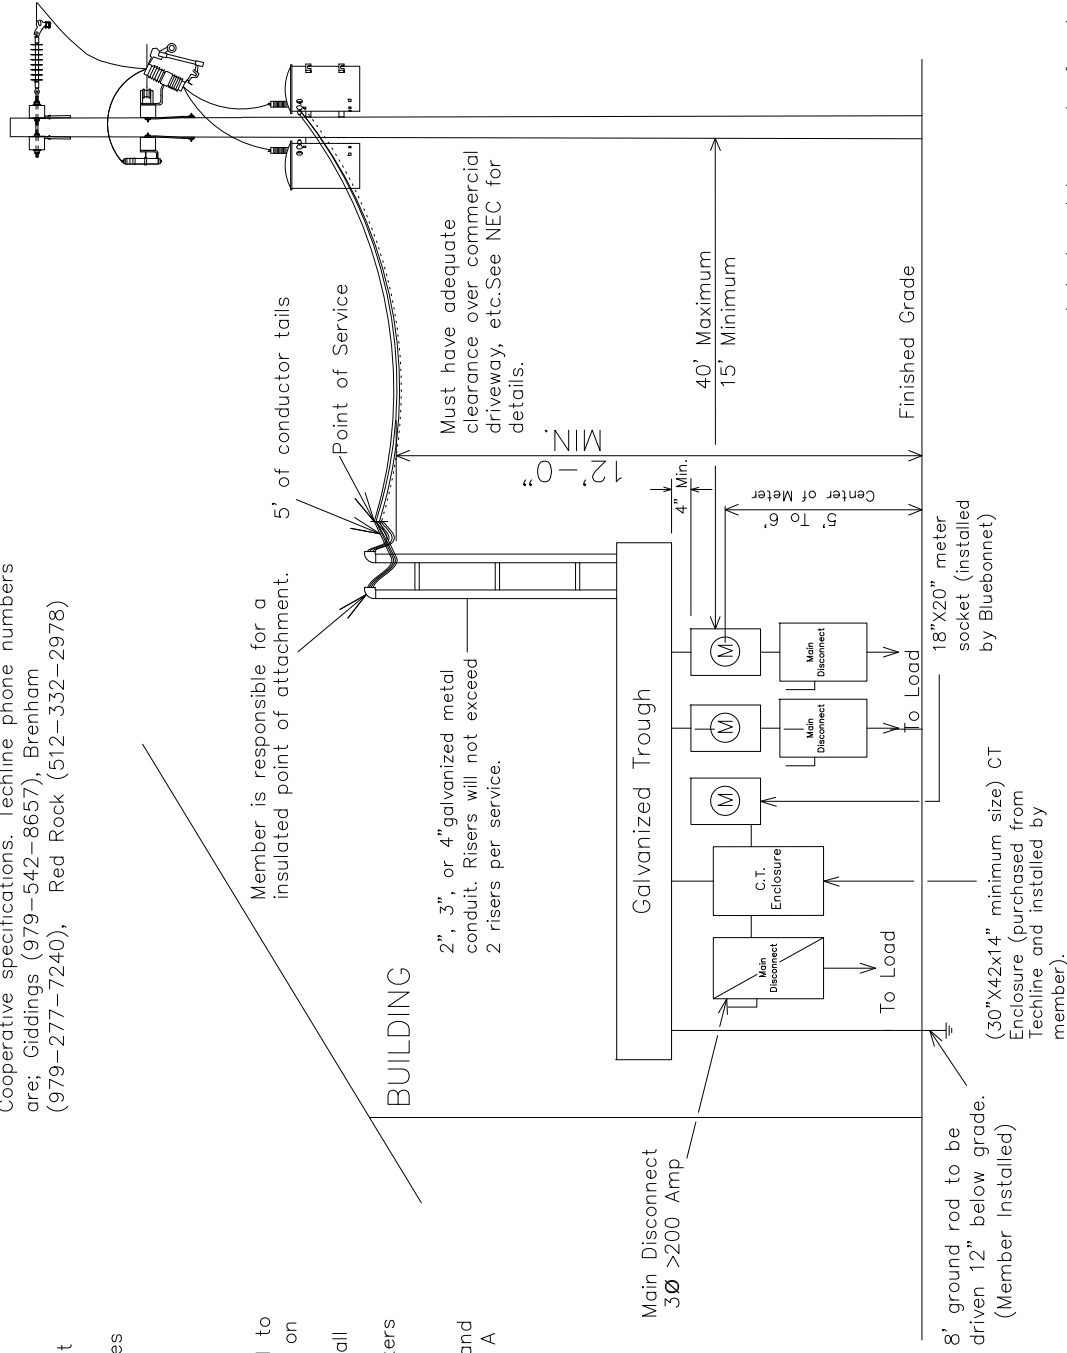 Cooperative specifications. Techline phone numbers
are; Giddings (979-542-8657), Brenham
(979-277-7240), Red Rock (512-332-2978)
t
es
l to
on
all
ters
and
A
Member is responsible for a
insulated point of attachment.
5' of conductor tails
Point of Service
2", 3", or 4"galvanized metal
conduit. Risers will not exceed
2 risers per service.
Must have adequate
clearance over commercial
driveway, etc.See NEC for
details.
12'-0"
MIN.
BUILDING
Galvanized Trough
4" Min.
40' Maximum
15' Minimum
5' To 6'
Center of Meter
Finished Grade
M
M
M
C.T.
Enclosure
Main
Disconnect
Main
Disconnect
Main
Disconnect
To Load
To Load
Main Disconnect
3Ø >200 Amp
18"X20" meter
socket (installed
by Bluebonnet)
(30"X42x14" minimum size) CT
Enclosure (purchased from
Techline and installed by
member).
8' ground rod to be
driven 12" below grade.
(Member Installed)